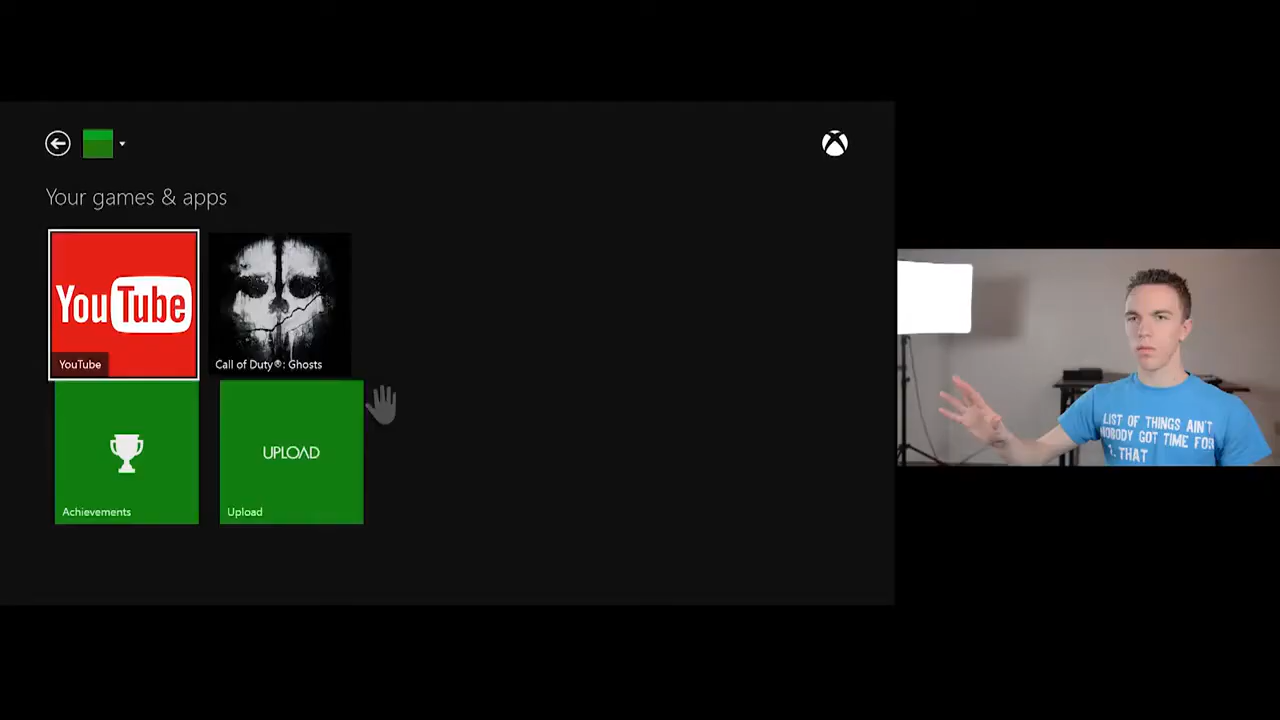 Your games & apps
YouTube
YouTube
Call of Duty®: Ghosts
Achievements
UPLOAD
Upload
LIST OF THINGS AIN'T
NOBODY GOT TIME FOR
1. THAT